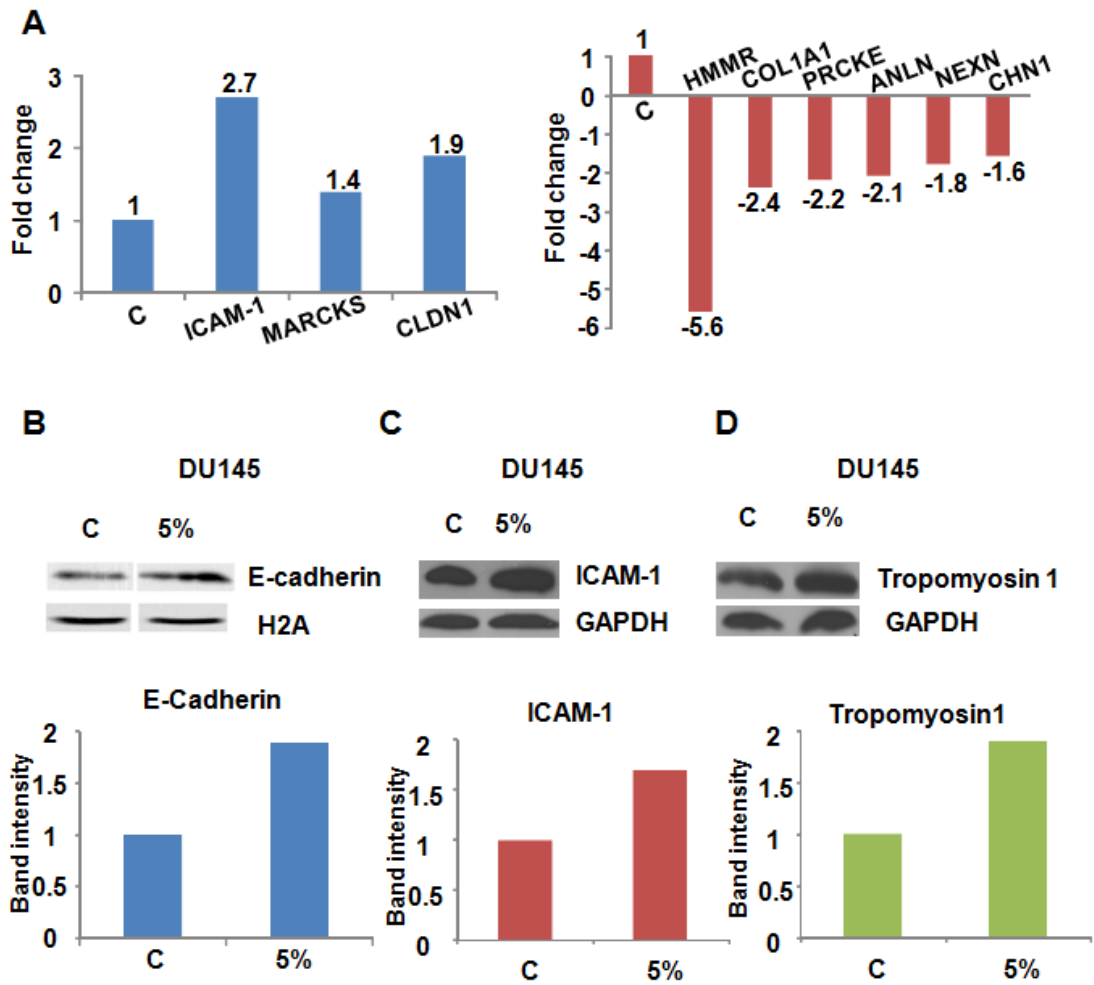 A
Fold change
3
2
1
0
1
2.7
1.4
1.9
C
ICAM-1
MARCKS
CLDN1
Fold change
1
0
-1
-2
-3
-4
-5
-6
1
C
HMMR
COL1A1
PRCKE
ANLN
NEXN
CHN1
-5.6
-2.4
-2.2
-2.1
-1.8
-1.6
B
DU145
C 5%
E-cadherin
H2A
E-Cadherin
Band intensity
2
1.5
1
0.5
0
C 5%
C
DU145
C 5%
ICAM-1
GAPDH
ICAM-1
Band intensity
2
1.5
1
0.5
0
C 5%
D
DU145
C 5%
Tropomyosin 1
GAPDH
Tropomyosin1
Band intensity
2
1.5
1
0.5
0
C 5%